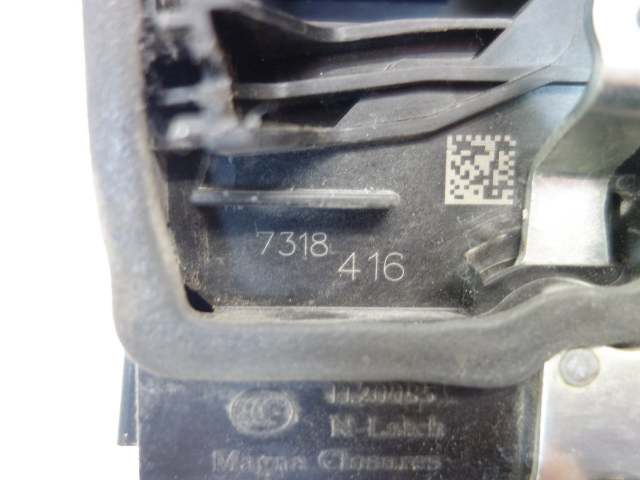 7318
416
N-Latch
Magna Closures